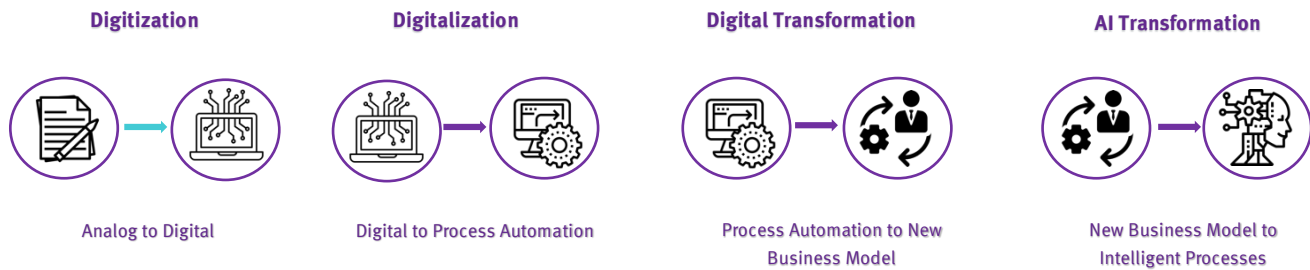 Digitization
Digitalization
Digital Transformation
AI Transformation
Analog to Digital
Digital to Process Automation
Process Automation to New
Business Model
New Business Model to
Intelligent Processes